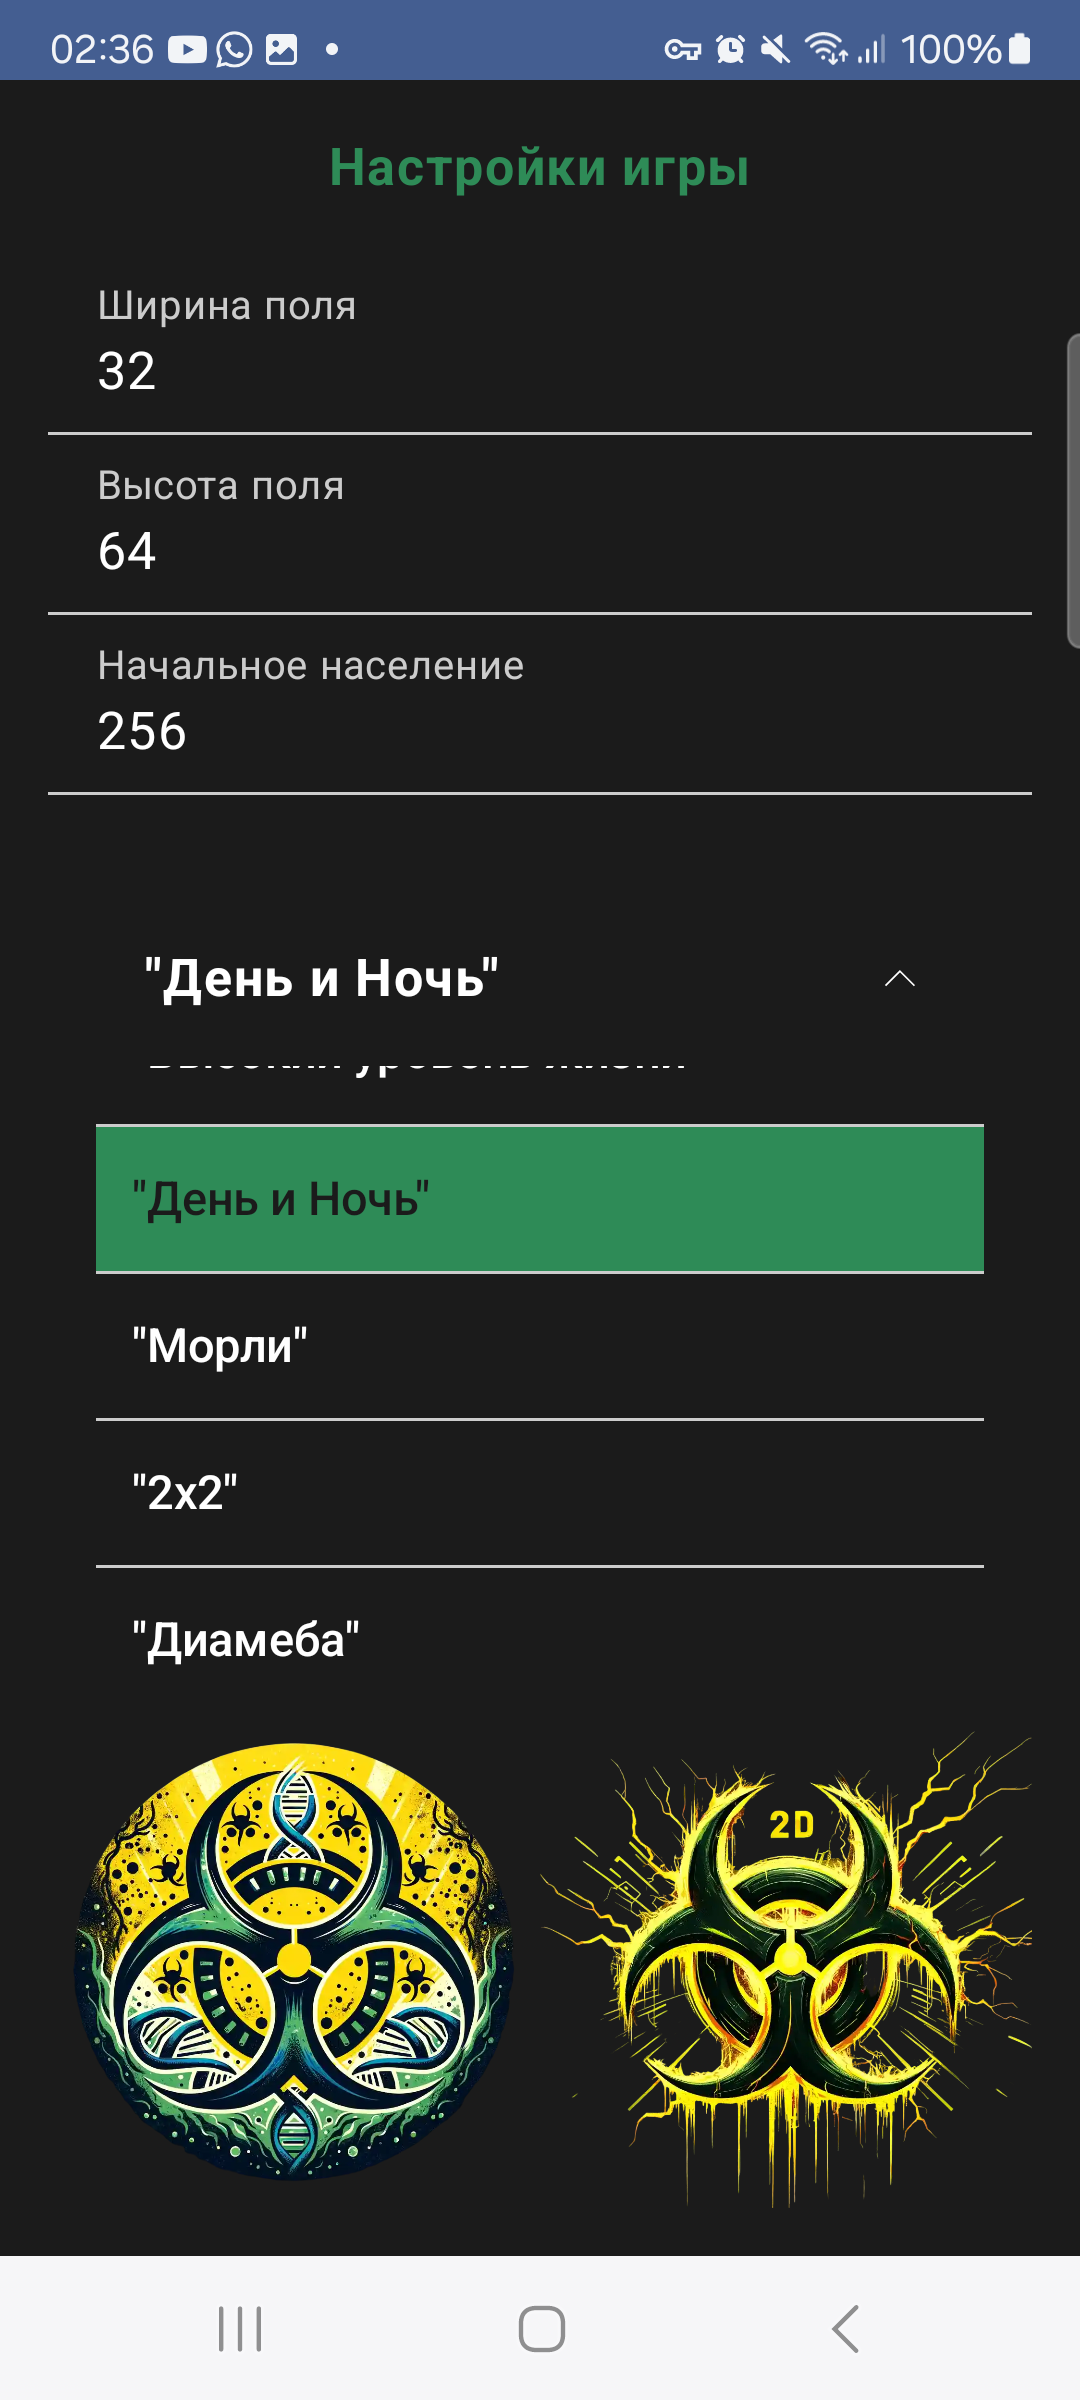 02:36
100%
Настройки игры
Ширина поля
32
Высота поля
64
Начальное население
256
"День и Ночь"
"День и Ночь"
"Морли"
"2x2"
"Диамеба"
2D